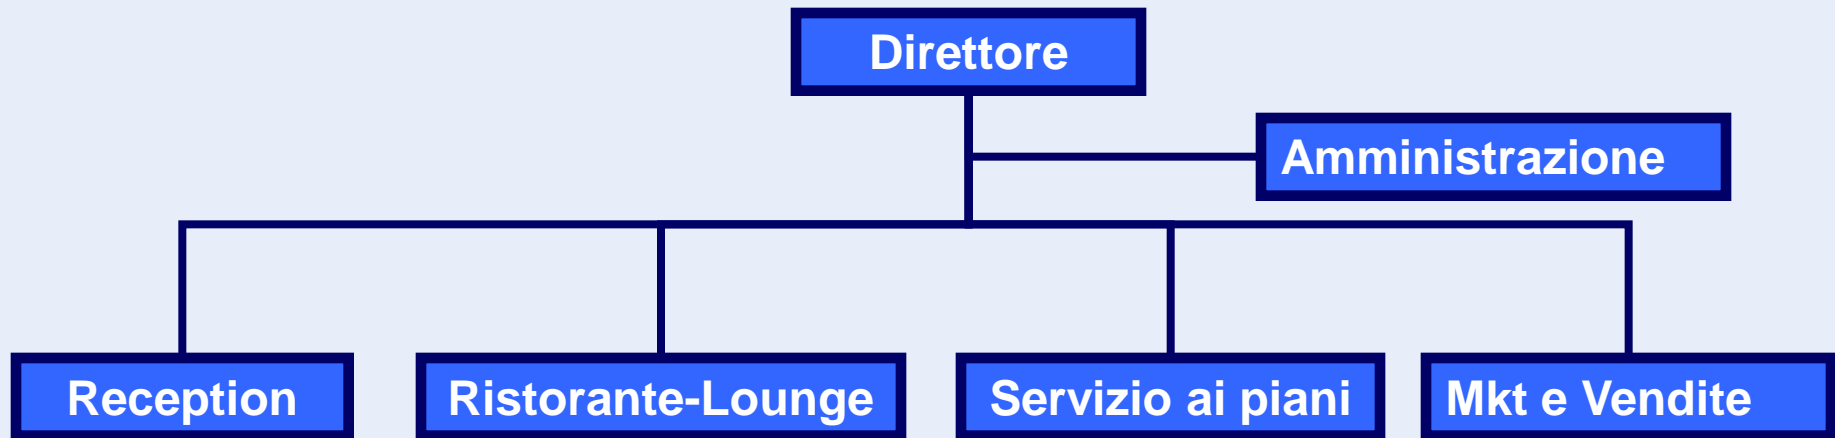 Direttore
Amministrazione
Reception
Ristorante-Lounge
Servizio ai piani
Mkt e Vendite